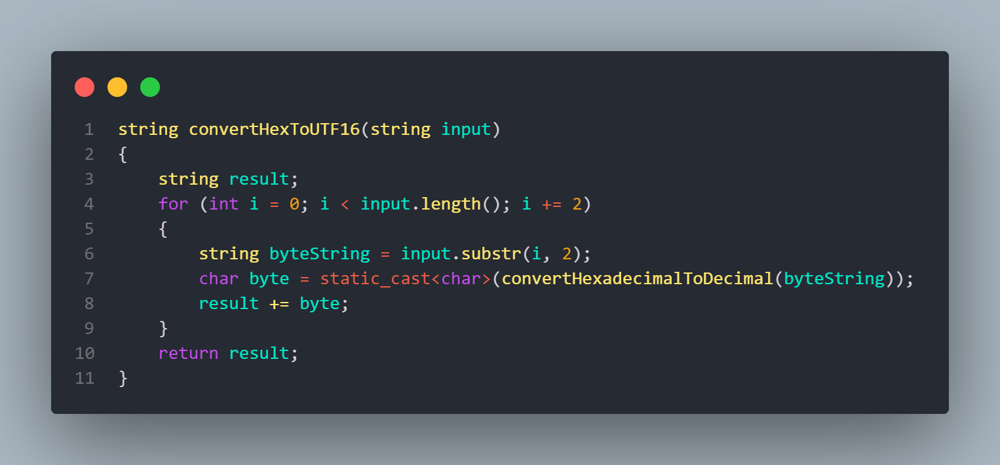 1 string convertHexToUTF16(string input)
2 {
3     string result;
4     for (int i = 0; i < input.length(); i += 2)
5     {
6         string byteString = input.substr(i, 2);
7         char byte = static_cast<char>(convertHexadecimalToDecimal(byteString));
8         result += byte;
9     }
10     return result;
11 }